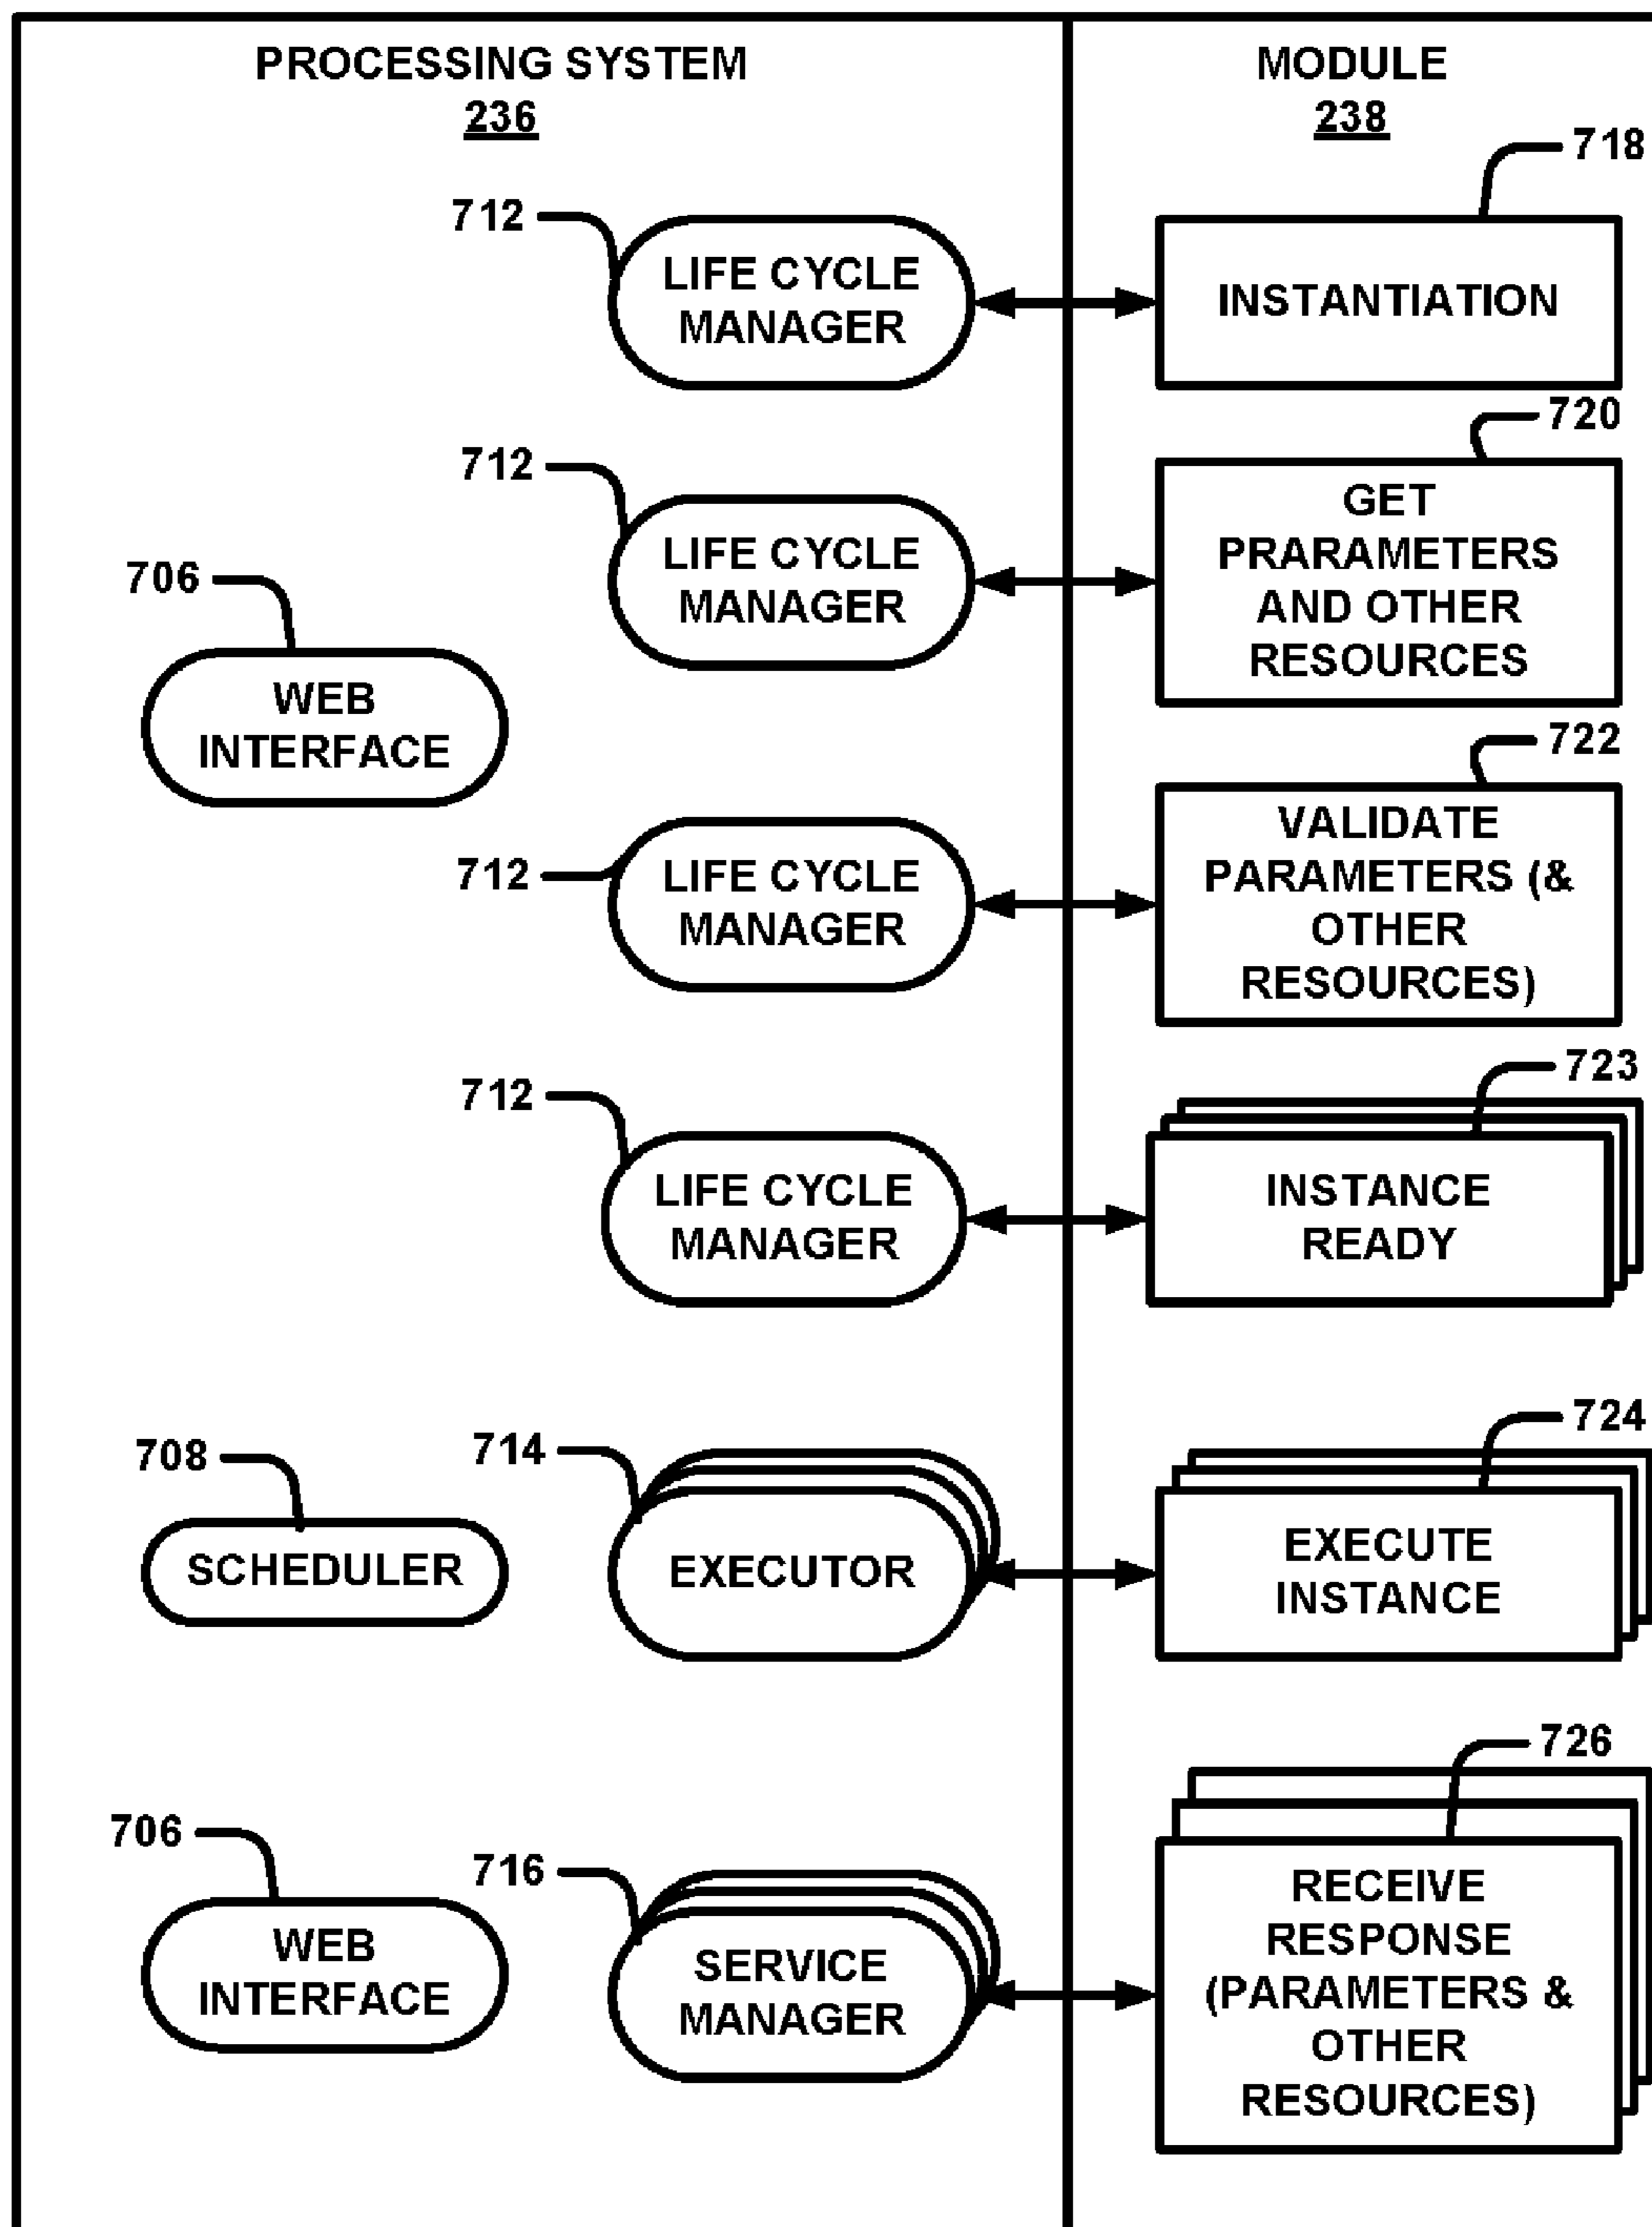 PROCESSING SYSTEM
236
MODULE
238
718
712
LIFE CYCLE
MANAGER
INSTANTIATION
720
712
LIFE CYCLE
MANAGER
GET
PRARAMETERS
AND OTHER
RESOURCES
706
WEB
INTERFACE
722
712
LIFE CYCLE
MANAGER
VALIDATE
PARAMETERS (&
OTHER
RESOURCES)
723
712
LIFE CYCLE
MANAGER
INSTANCE
READY
724
708
SCHEDULER
714
EXECUTOR
EXECUTE
INSTANCE
726
706
WEB
INTERFACE
716
SERVICE
MANAGER
RECEIVE
RESPONSE
(PARAMETERS &
OTHER
RESOURCES)